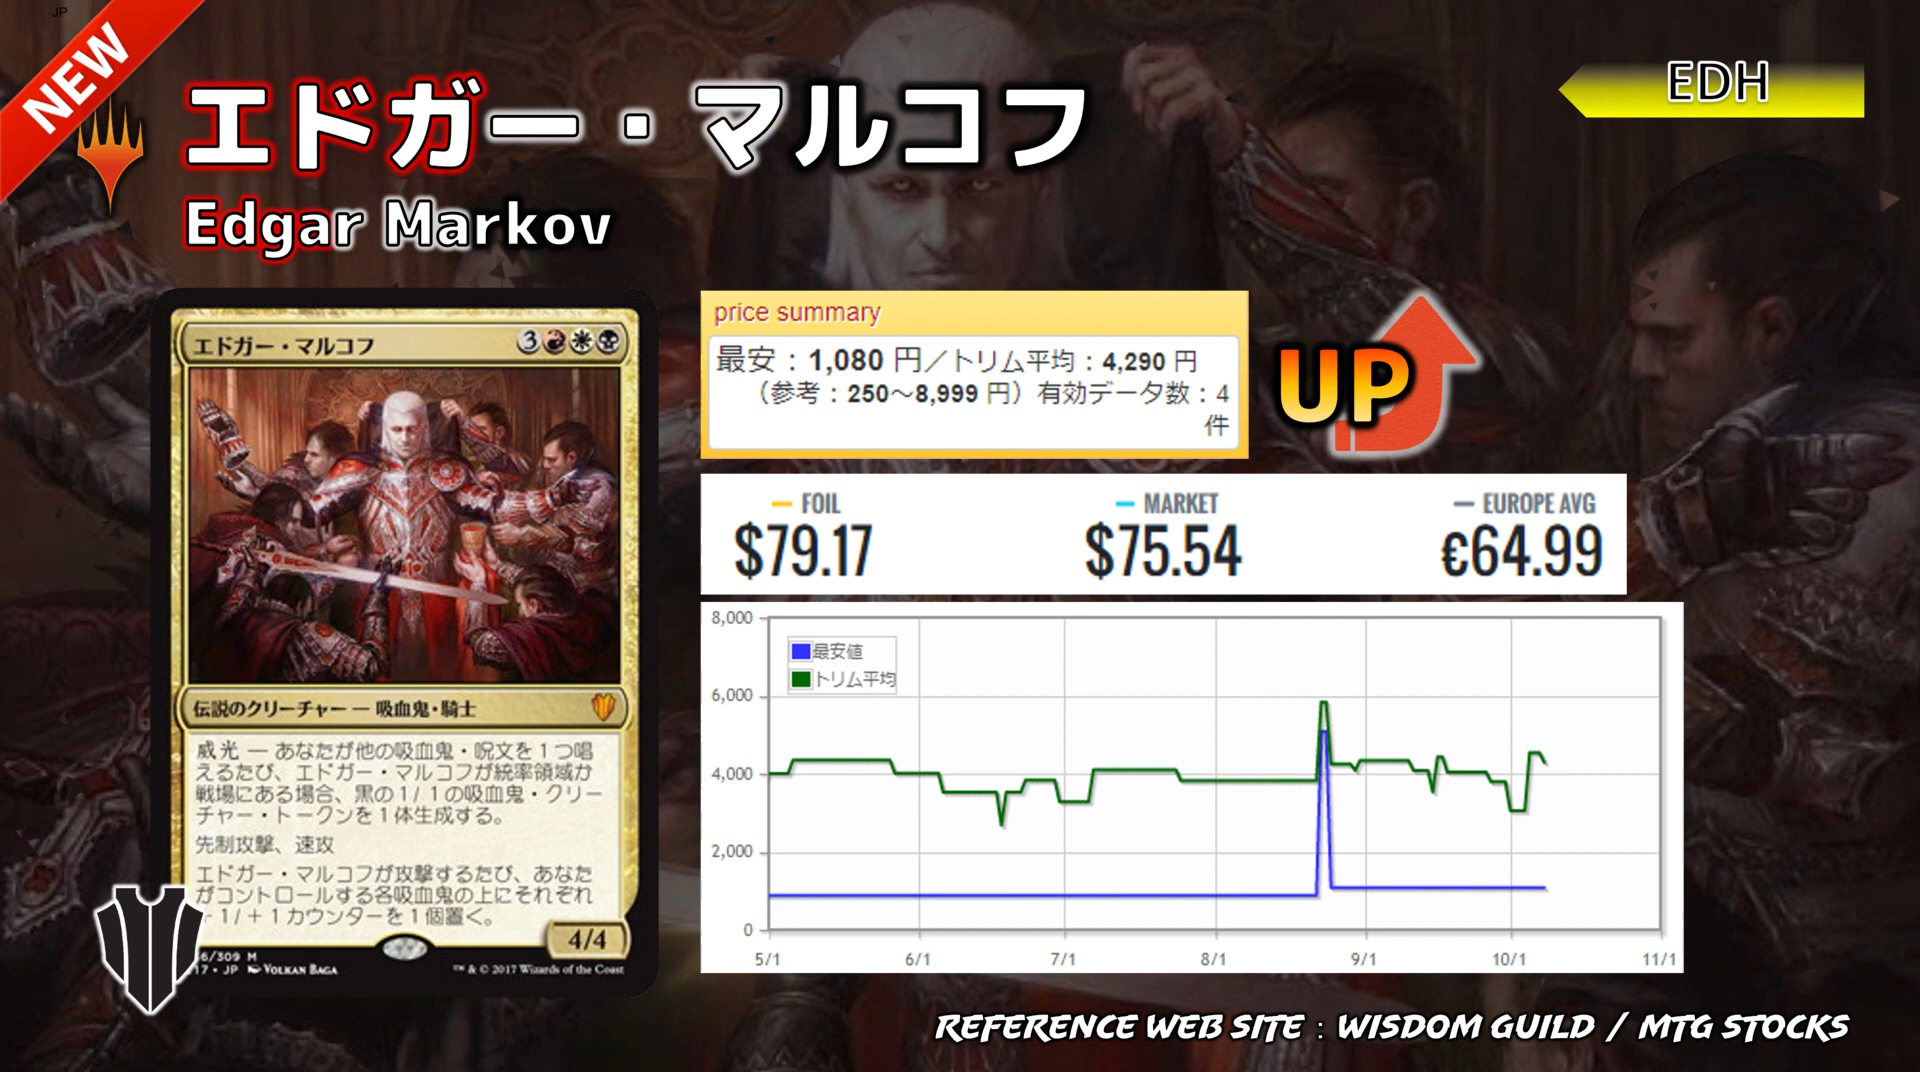 JP
NEW
エドガー・マルコフ
Edgar Markov
EDH
エドガー・マルコフ 3
伝説のクリーチャー — 吸血鬼・騎士
威光 — あなたが他の吸血鬼・呪文を1つ唱
えるたび、エドガー・マルコフが統率領域か
戦場にある場合、黒の1/1の吸血鬼・クリー
チャー・トークンを1体生成する。
先制攻撃、速攻
エドガー・マルコフが攻撃するたび、あなた
がコントロールする各吸血鬼の上にそれぞれ
1/+1カウンターを1個置く。
4/4
6/309 M
17・JP VOLKAN BAGA
™ & © 2017 Wizards of the Coast
price summary
最安：1,080 円／トリム平均：4,290 円
（参考：250～8,999 円）有効データ数：4
件
UP
FOIL MARKET EUROPE AVG
$79.17 $75.54 €64.99
最安値
トリム平均
8,000
6,000
4,000
2,000
0
5/1 6/1 7/1 8/1 9/1 10/1 11/1
REFERENCE WEB SITE : WISDOM GUILD / MTG STOCKS